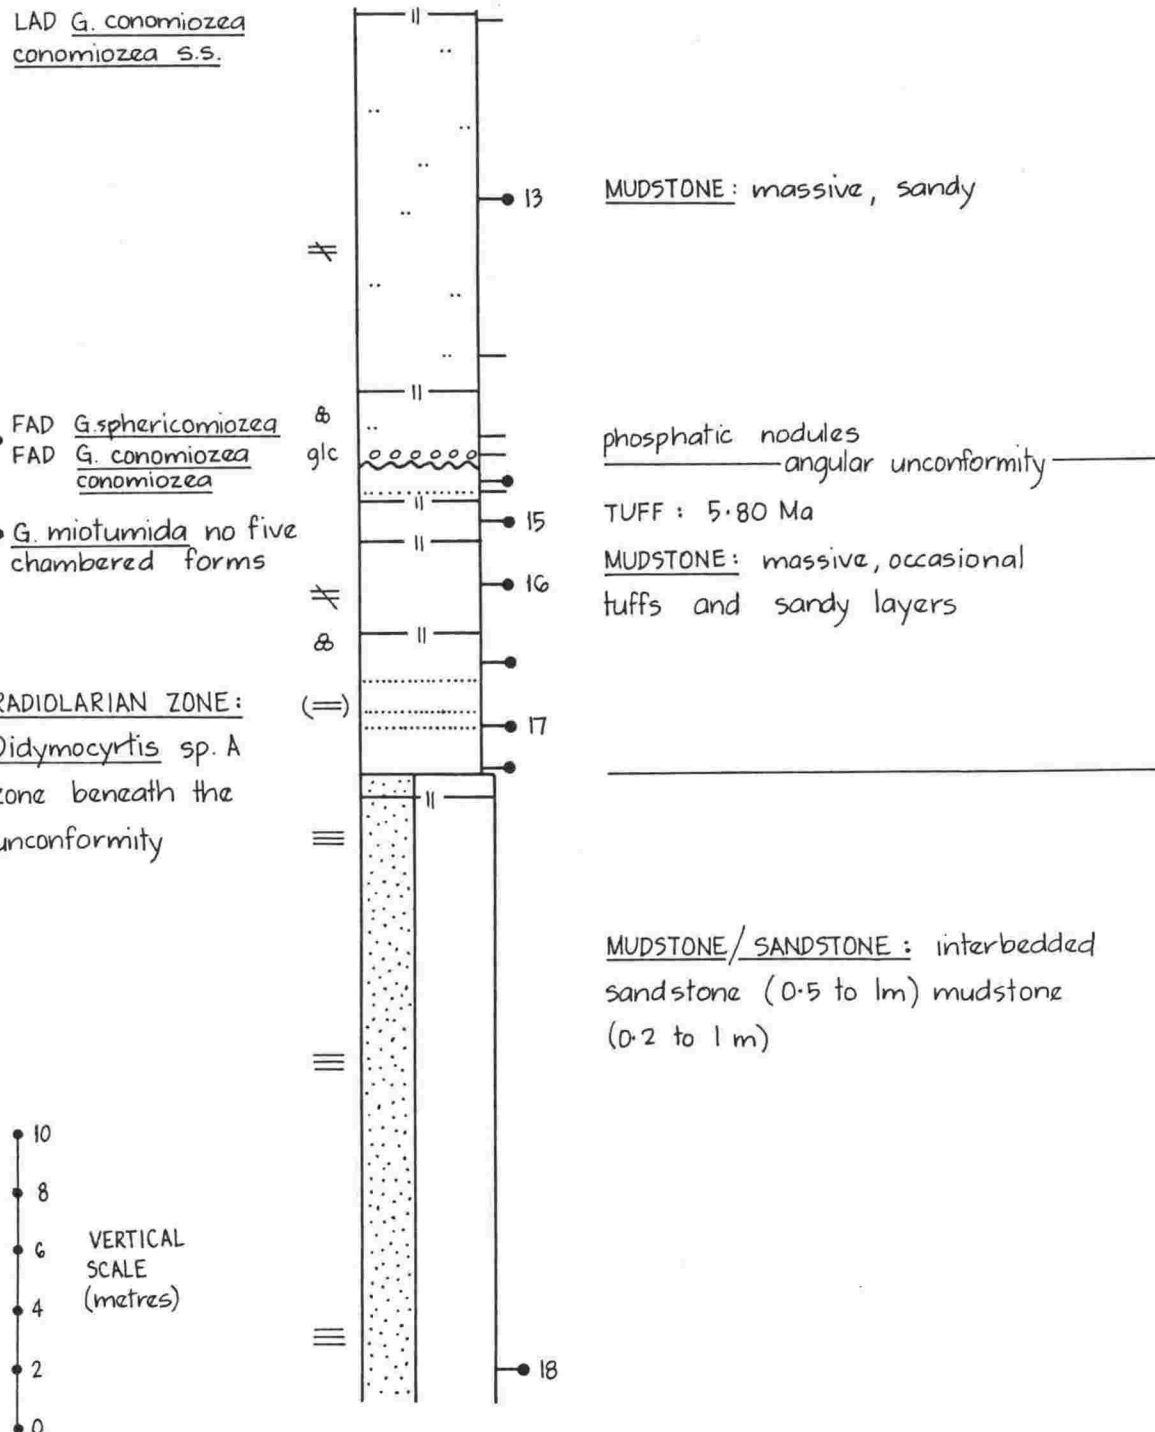 LAD G. conomiozea
conomiozea s.s.
13
MUDSTONE: massive, sandy
FAD G.sphericomiozea
FAD G. conomiozea
conomiozea
glc
phosphatic nodules
angular unconformity
15
TUFF : 5.80 Ma
G. miotumida no five
chambered forms
16
MUDSTONE: massive, occasional
tuffs and sandy layers
RADIOLARIAN ZONE:
Didymocyrtis sp. A
zone beneath the
unconformity
17
MUDSTONE/SANDSTONE: interbedded
sandstone (0.5 to 1m) mudstone
(0.2 to 1 m)
10
8
6
4
2
0
VERTICAL
SCALE
(metres)
18